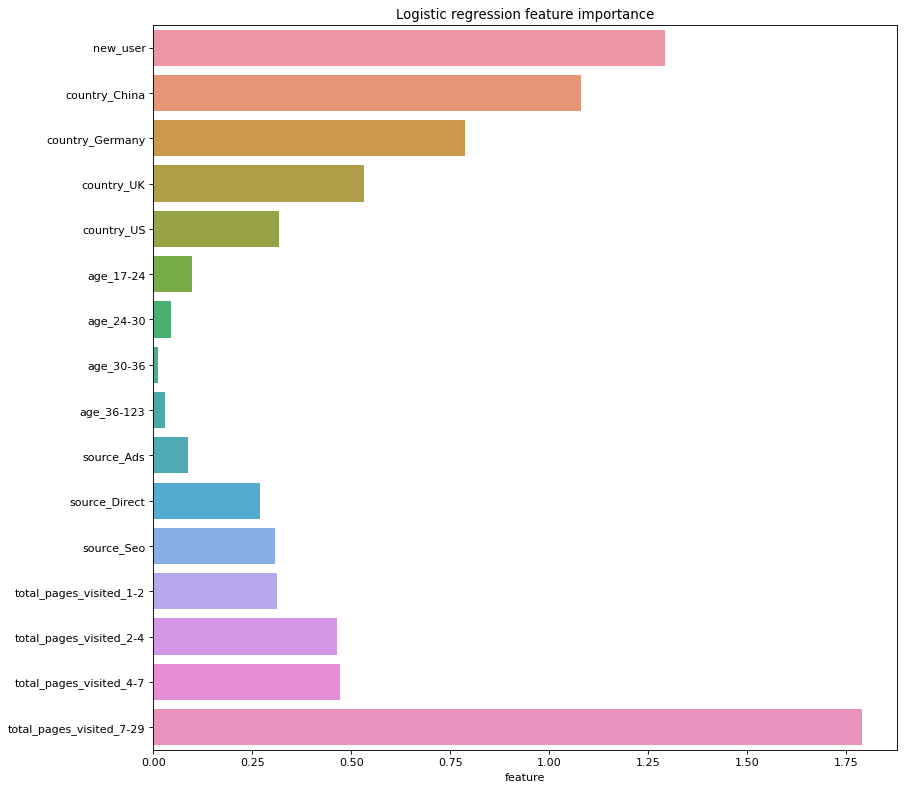 Logistic regression feature importance
new_user
country_China
country_Germany
country_UK
country_US
age_17-24
age_24-30
age_30-36
age_36-123
source_Ads
source_Direct
source_Seo
total_pages_visited_1-2
total_pages_visited_2-4
total_pages_visited_4-7
total_pages_visited_7-29
0.00 0.25 0.50 0.75 1.00 1.25 1.50 1.75
feature